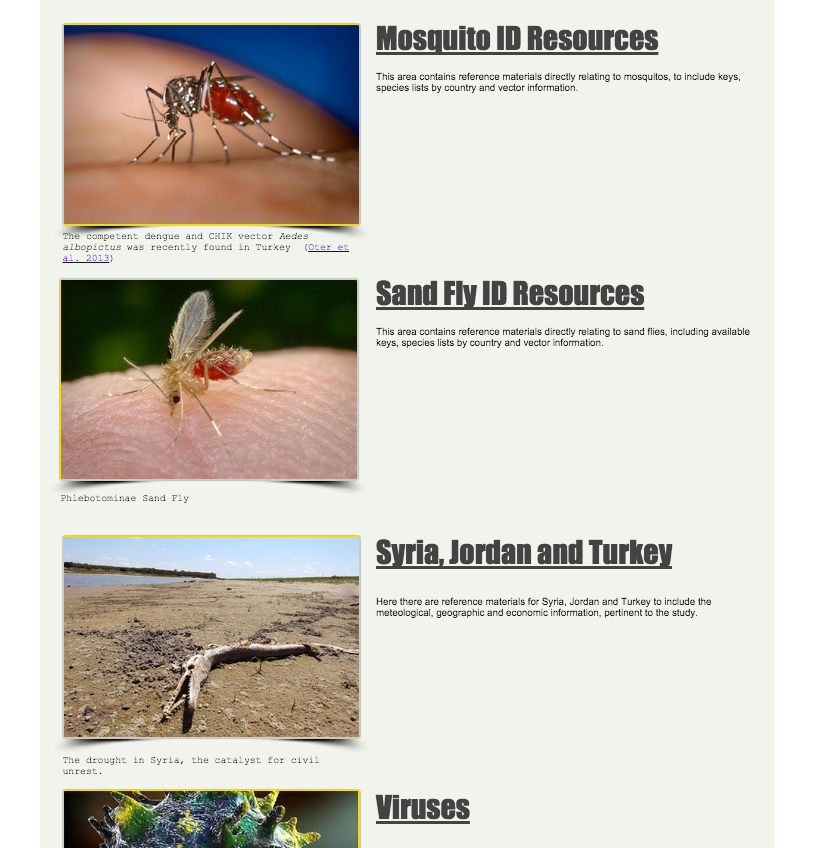 Mosquito ID Resources
This area contains reference materials directly relating to mosquitos, to include keys,
species lists by country and vector information.
The competent dengue and CHIK vector Aedes
albopictus was recently found in Turkey  (Oter et
al. 2013)
Sand Fly ID Resources
This area contains reference materials directly relating to sand flies, including available
keys, species lists by country and vector information.
Phlebotominae Sand Fly
Syria, Jordan and Turkey
Here there are reference materials for Syria, Jordan and Turkey to include the
meteological, geographic and economic information, pertinent to the study.
The drought in Syria, the catalyst for civil
unrest.
Viruses